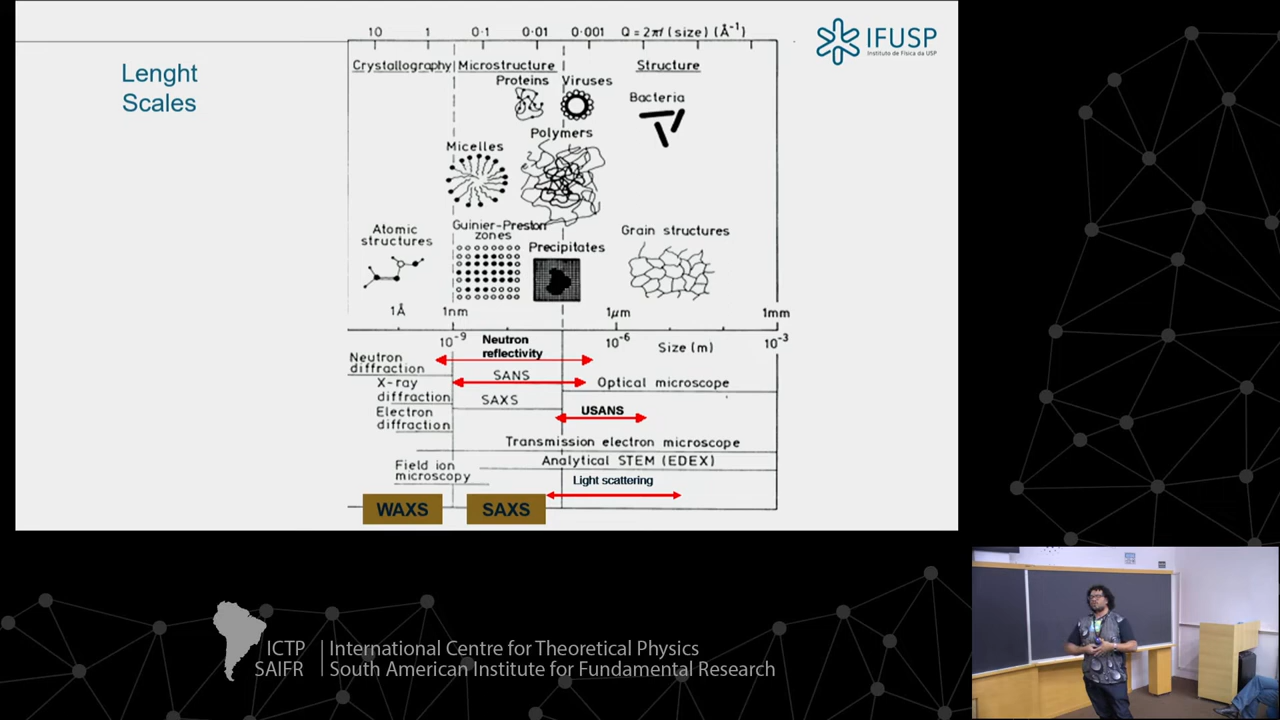 Lenght
Scales
10 1 0·1 0·01 0·001 Q = 2π/ (size) (Å⁻¹)
IFUSP
Instituto de Física da USP
Crystallography Microstructure Structure
Proteins Viruses
Bacteria
Polymers
Micelles
Atomic
structures
Guinier-Preston
zones
Precipitates
Grain structures
1Å 1nm 1μm 1mm
10⁻⁹ 10⁻⁶ Size (m) 10⁻³
Neutron
reflectivity
Neutron
diffraction
SANS
X-ray
diffraction
Optical microscope
SAXS
Electron
diffraction
USANS
Transmission electron microscope
Analytical STEM (EDEX)
Field ion
microscopy
Light scattering
WAXS SAXS
ICTP
SAIFR
International Centre for Theoretical Physics
South American Institute for Fundamental Research